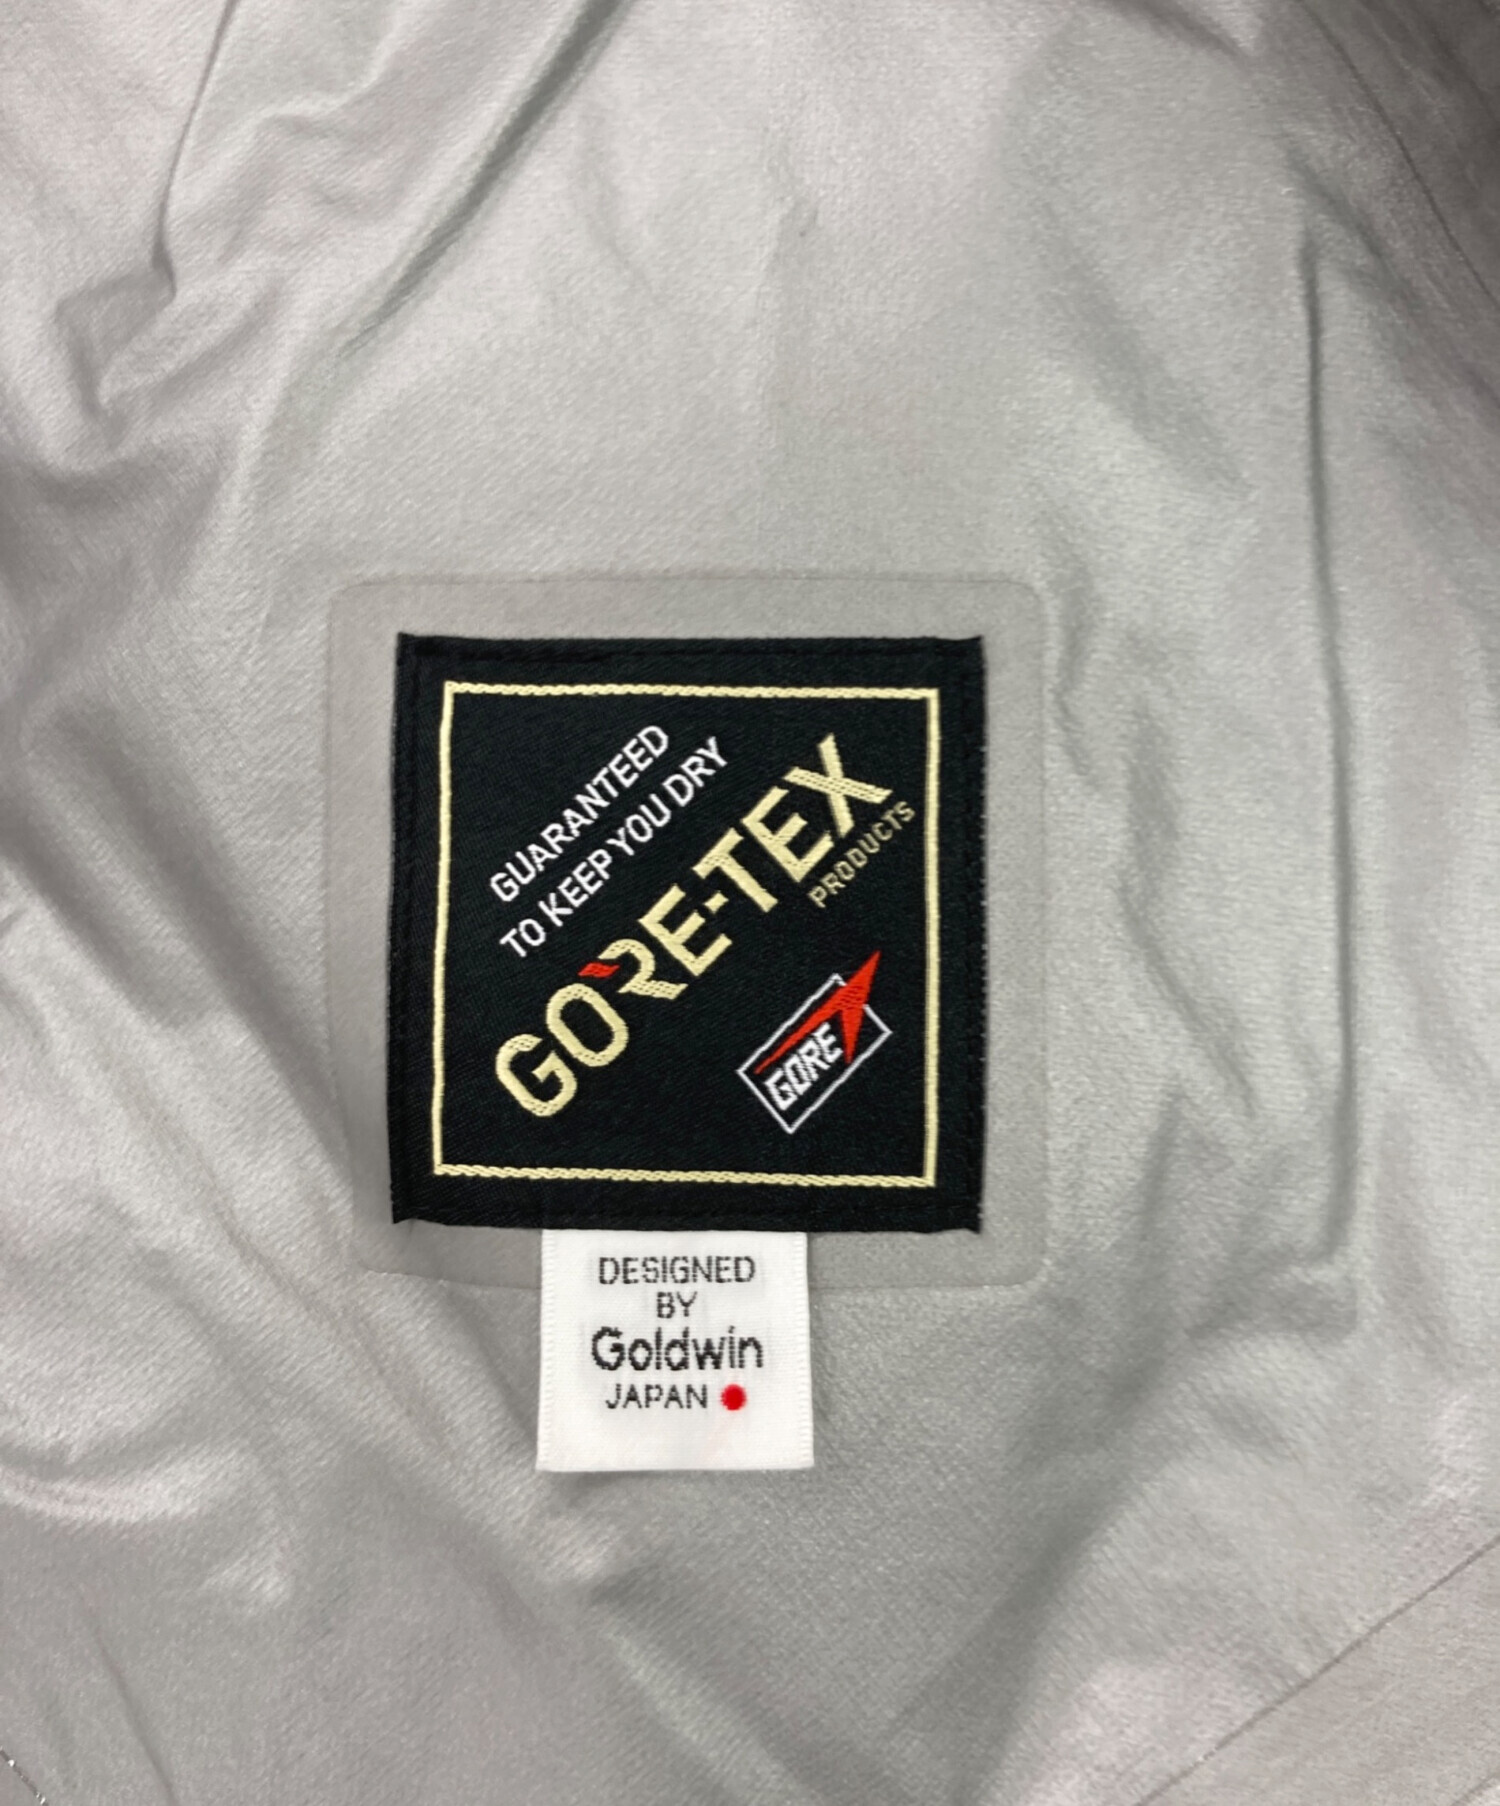 GUARANTEED
TO KEEP YOU DRY
GORE-TEX
PRODUCTS
GORE
DESIGNED
BY
Goldwin
JAPAN